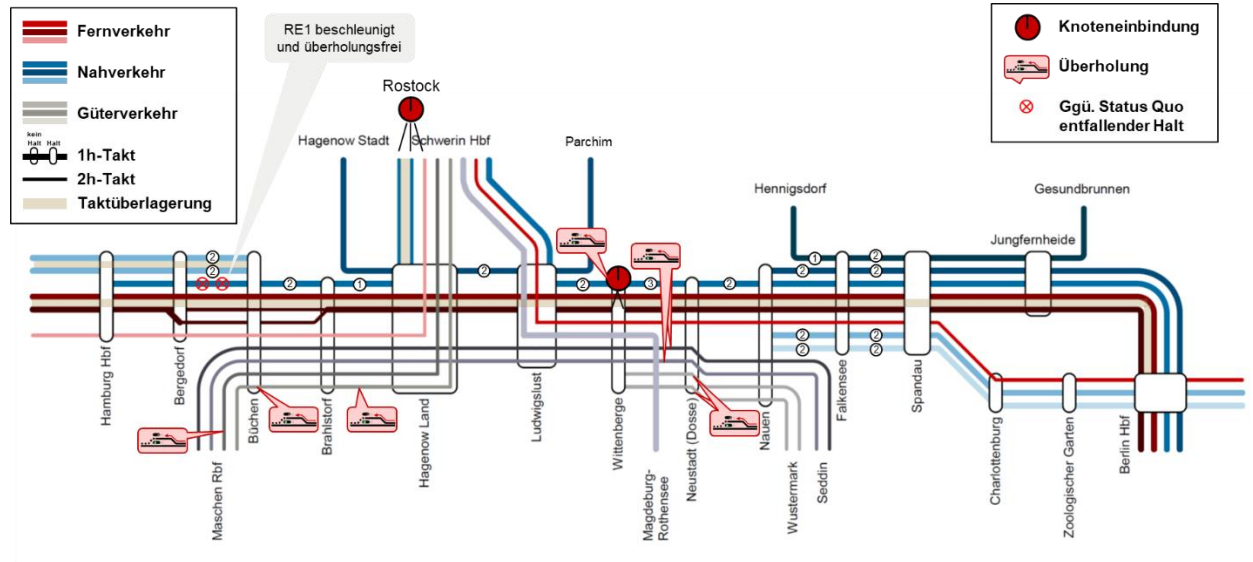 Fernverkehr
Nahverkehr
Güterverkehr
kein
Halt Halt
1h-Takt
2h-Takt
Taktüberlagerung
RE1 beschleunigt
und überholungsfrei
Knoteneinbindung
Überholung
Ggü. Status Quo
entfallender Halt
Rostock
Hagenow Stadt
Schwerin Hbf
Parchim
Hennigsdorf
Gesundbrunnen
Jungfernheide
2
2
2
1
2
2
3
2
1
2
2
2
2
2
2
2
Hamburg Hbf
Bergedorf
Maschen Rbf
Büchen
Brahlstorf
Hagenow Land
Ludwigslust
Wittenberge
Magdeburg-
Rothensee
Neustadt (Dosse)
Nauen
Wustermark
Seddin
Falkensee
Spandau
Charlottenburg
Zoologischer Garten
Berlin Hbf